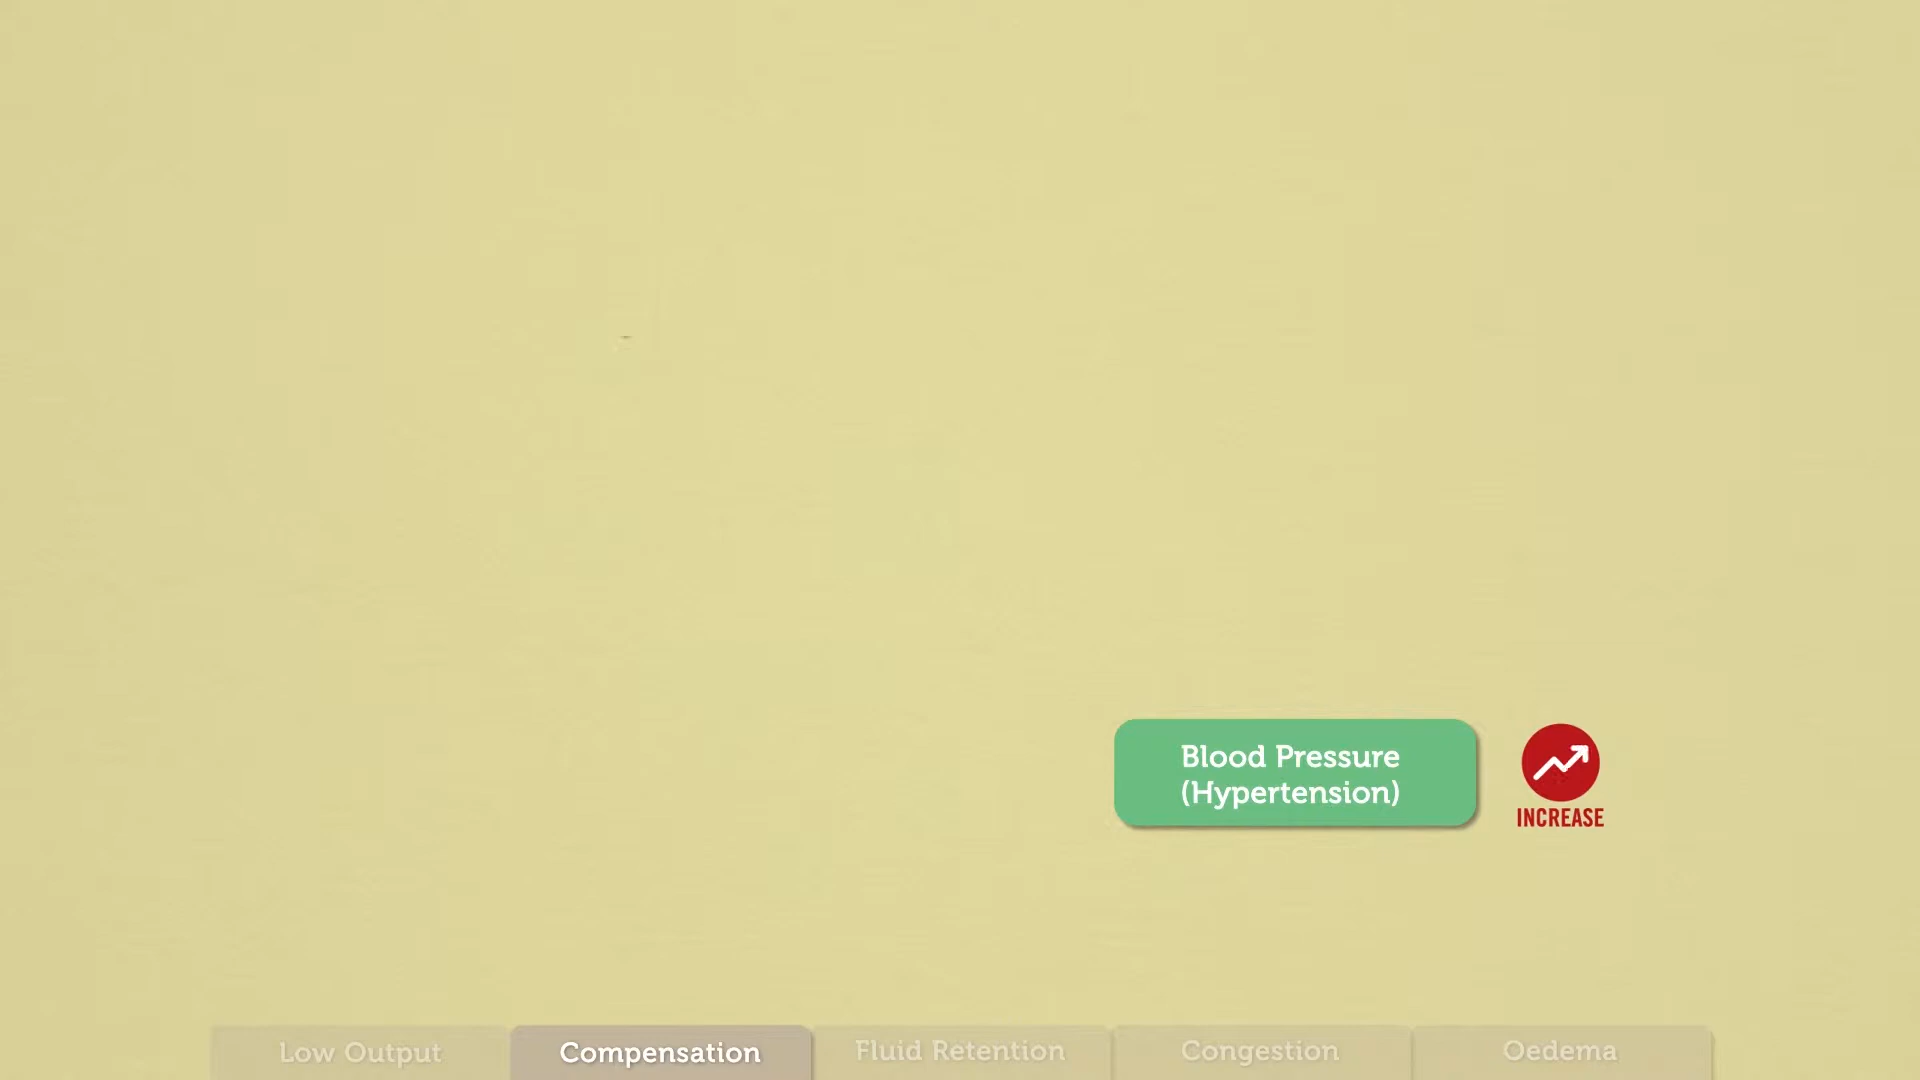 Blood Pressure
(Hypertension)
INCREASE
Low Output
Compensation
Fluid Retention
Congestion
Oedema